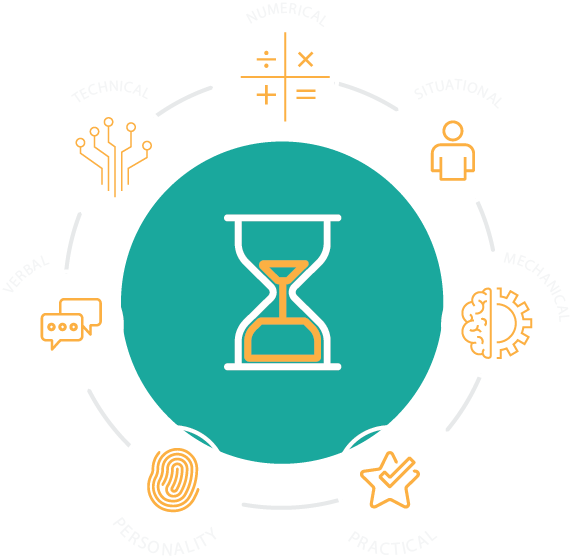 NUMERICAL
SITUATIONAL
MECHANICAL
PRACTICAL
PERSONALITY
VERBAL
TECHNICAL